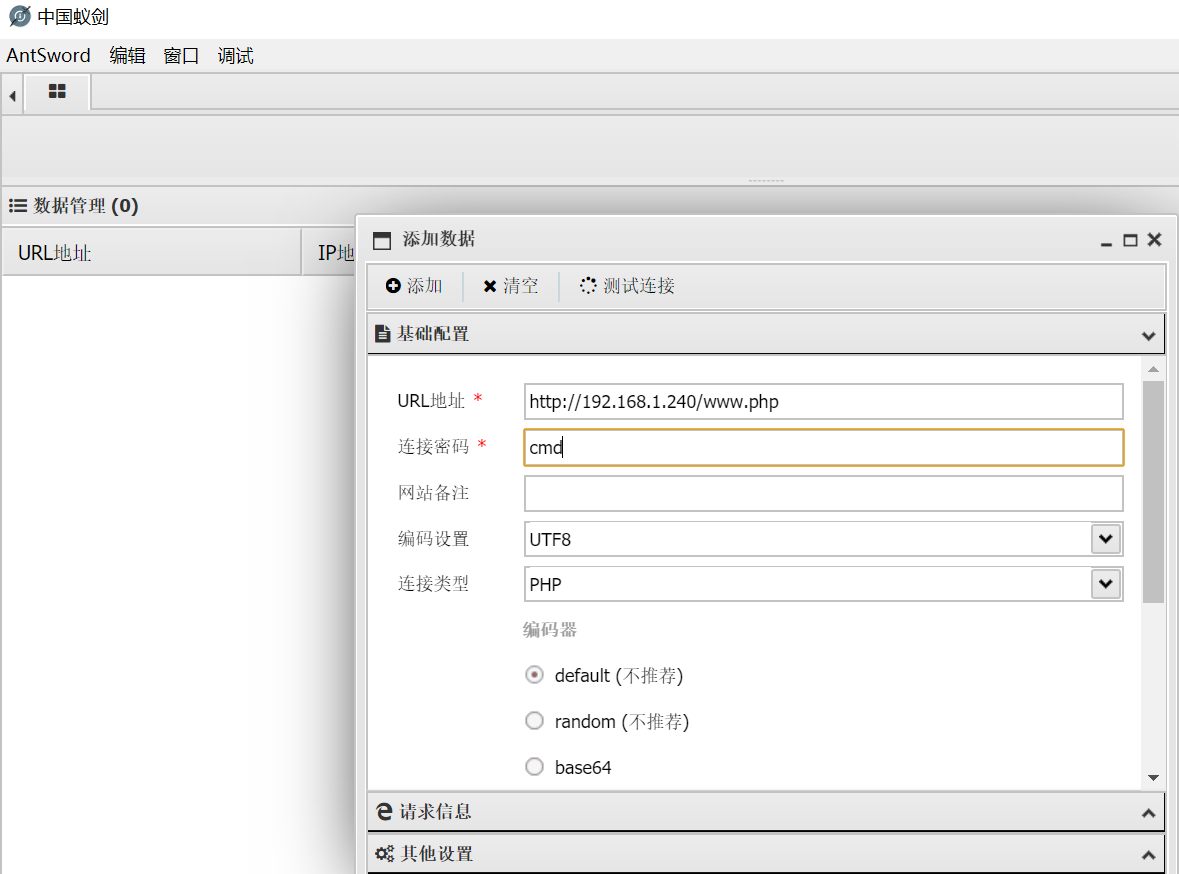 中国蚁剑
AntSword 编辑 窗口 调试
数据管理 (0)
URL地址 IP地
添加数据
添加 清空 测试连接
基础配置
URL地址 * http://192.168.1.240/www.php
连接密码 * cmd
网站备注
编码设置 UTF8
连接类型 PHP
编码器
default (不推荐)
random (不推荐)
base64
请求信息
其他设置